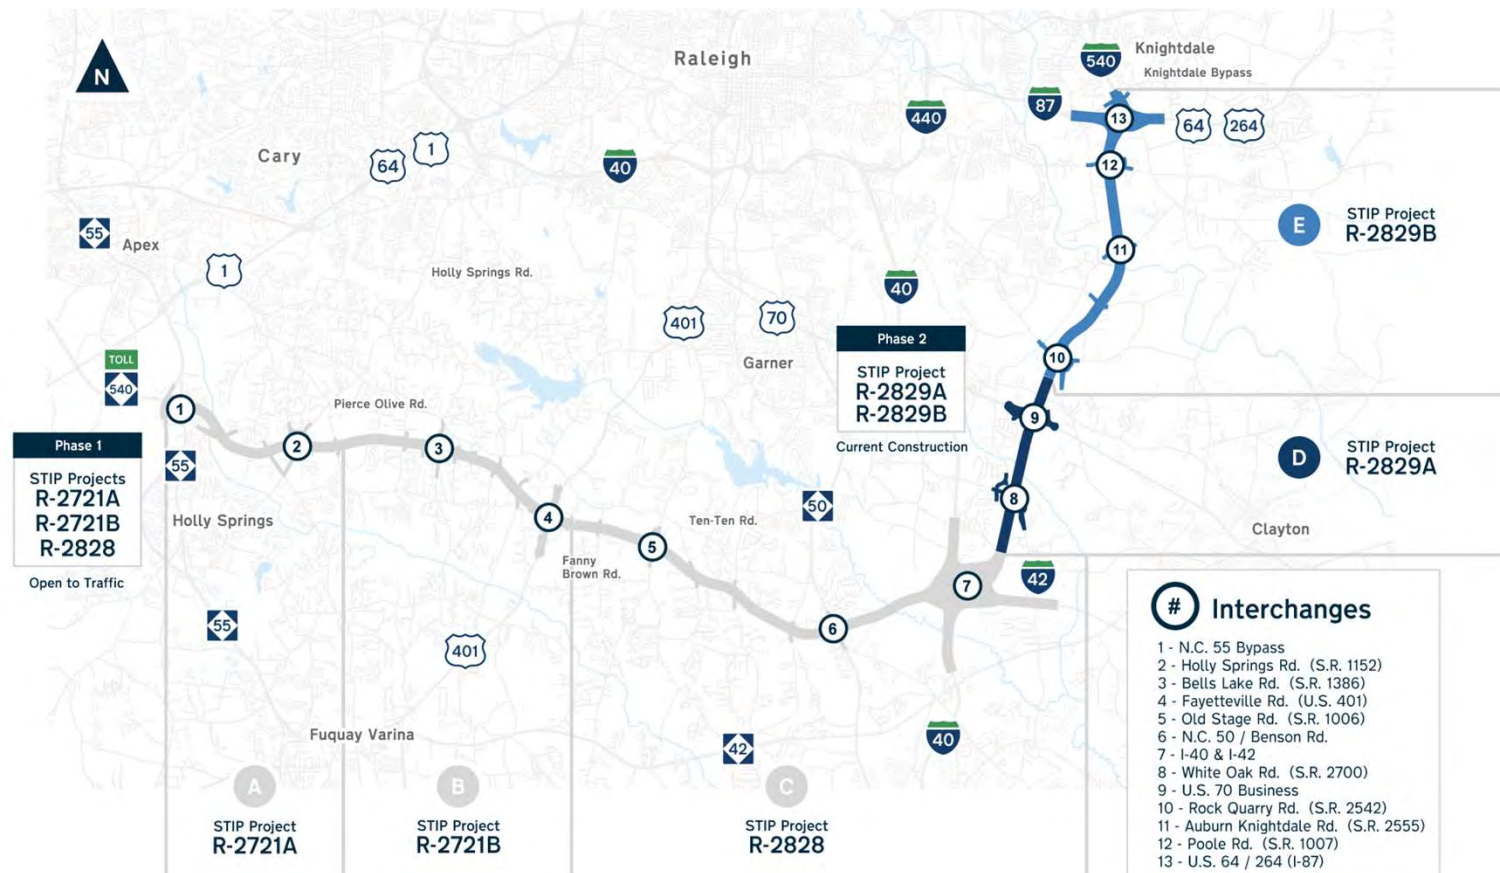 N
Raleigh
540
Knightdale
Knightdale Bypass
87
440
13
64
264
Cary
64
1
40
12
55
Apex
1
Holly Springs Rd.
11
E
STIP Project
R-2829B
40
401
70
Garner
Phase 2
STIP Project
R-2829A
R-2829B
Current Construction
10
TOLL
540
1
Pierce Olive Rd.
2
3
9
Phase 1
STIP Projects
R-2721A
R-2721B
R-2828
Open to Traffic
55
Holly Springs
D
STIP Project
R-2829A
8
50
4
Ten-Ten Rd.
Clayton
5
Fanny
Brown Rd.
7
42
6
55
401
Fuquay Varina
42
40
A
STIP Project
R-2721A
B
STIP Project
R-2721B
C
STIP Project
R-2828
# Interchanges
1 - N.C. 55 Bypass
2 - Holly Springs Rd. (S.R. 1152)
3 - Bells Lake Rd. (S.R. 1386)
4 - Fayetteville Rd. (U.S. 401)
5 - Old Stage Rd. (S.R. 1006)
6 - N.C. 50 / Benson Rd.
7 - I-40 & I-42
8 - White Oak Rd. (S.R. 2700)
9 - U.S. 70 Business
10 - Rock Quarry Rd. (S.R. 2542)
11 - Auburn Knightdale Rd. (S.R. 2555)
12 - Poole Rd. (S.R. 1007)
13 - U.S. 64 / 264 (I-87)